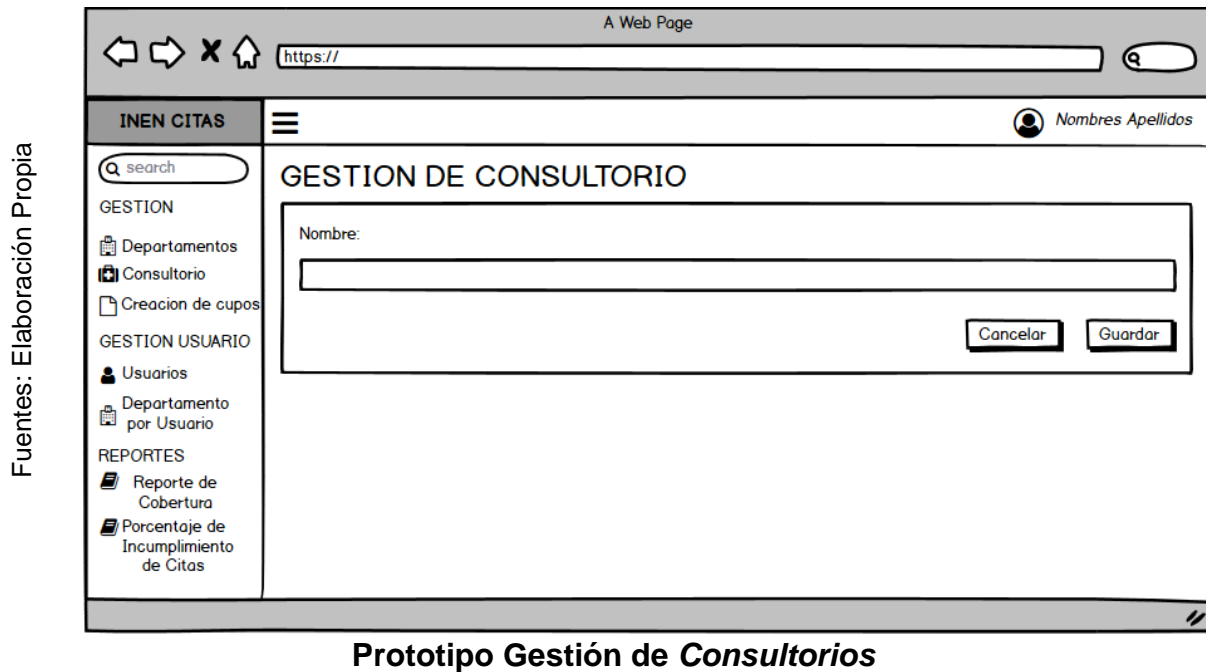 A Web Page
https://
INEN CITAS
Nombres Apellidos
search
GESTION
Departamentos
Consultorio
Creacion de cupos
GESTION USUARIO
Usuarios
Departamento
por Usuario
REPORTES
Reporte de
Cobertura
Porcentaje de
Incumplimiento
de Citas
GESTION DE CONSULTORIO
Nombre:
Cancelar
Guardar
Fuentes: Elaboración Propia
Prototipo Gestión de Consultorios